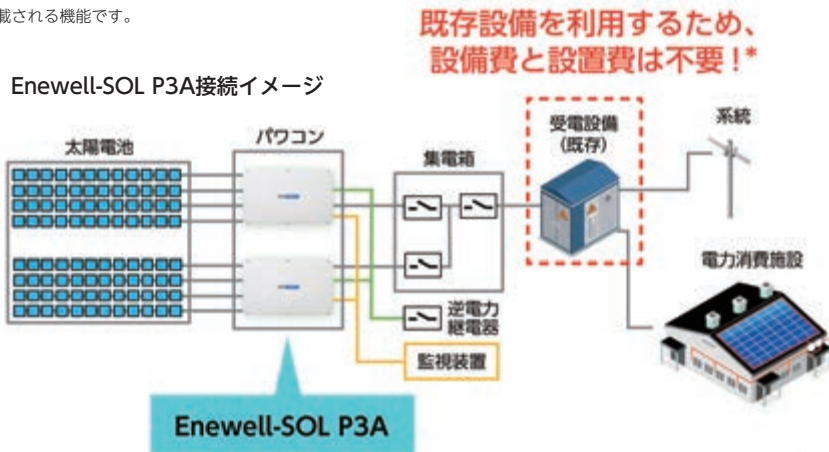 載される機能です。
既存設備を利用するため、
設備費と設置費は不要!*
Enewell-SOL P3A接続イメージ
太陽電池
パワコン
集電箱
受電設備
(既存)
系統
電力消費施設
逆電力
継電器
監視装置
Enewell-SOL P3A